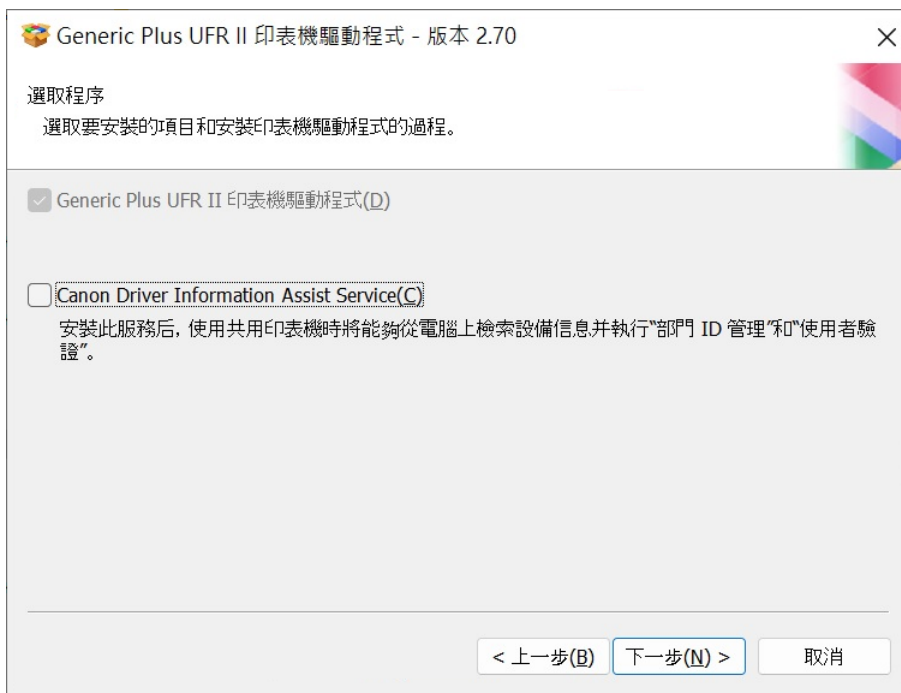 Generic Plus UFR II 印表機驅動程式 - 版本 2.70
選取程序
選取要安裝的項目和安裝印表機驅動程式的過程。
Generic Plus UFR II 印表機驅動程式(D)
Canon Driver Information Assist Service(C)
安裝此服務后, 使用共用印表機時將能夠從電腦上檢索設備信息并執行“部門 ID 管理”和“使用者驗
證”。
< 上一步(B)
下一步(N) >
取消